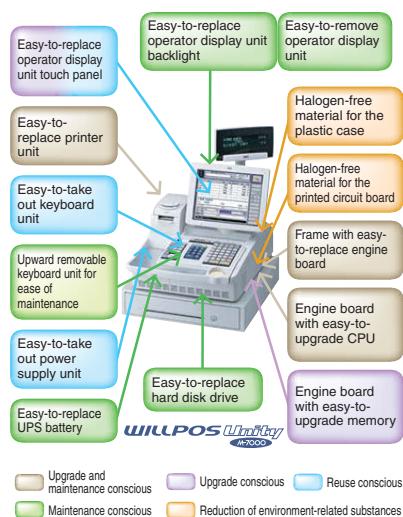 Easy-to-replace
operator display
unit touch panel
Easy-to-replace
operator display unit
backlight
Easy-to-remove
operator display
unit
Easy-to-
replace printer
unit
Halogen-free
material for the
plastic case
Easy-to-take
out keyboard
unit
Halogen-free
material for the
printed circuit board
Upward removable
keyboard unit for
ease of
maintenance
Frame with easy-
to-replace engine
board
Easy-to-take
out power
supply unit
Engine board
with easy-to-
upgrade CPU
Easy-to-replace
UPS battery
Easy-to-replace
hard disk drive
Engine board
with easy-to-
upgrade memory
WILLPOS Unity
M-7000
Upgrade and
maintenance conscious
Upgrade conscious
Reuse conscious
Maintenance conscious
Reduction of environment-related substances